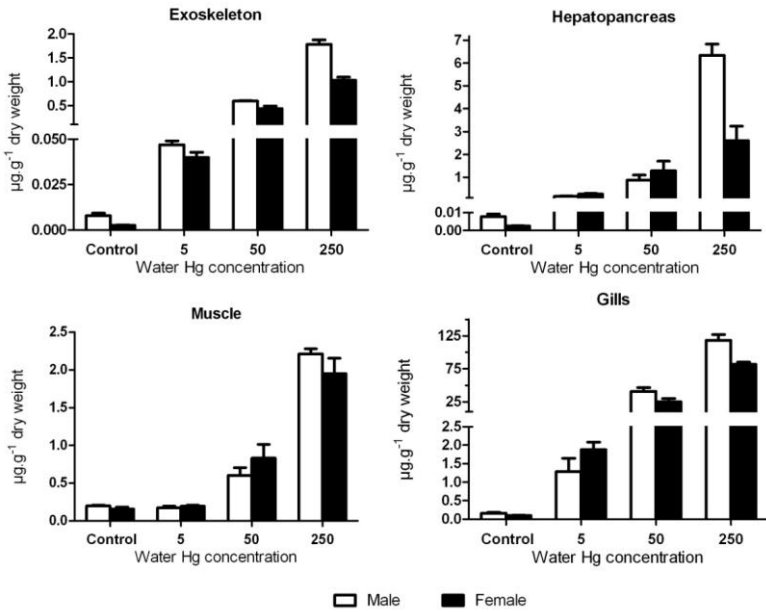 Exoskeleton
µg.g⁻¹ dry weight
2.0
1.5
1.0
0.5
0.050
0.025
0.000
Control 5 50 250
Water Hg concentration
Hepatopancreas
µg.g⁻¹ dry weight
7
6
5
4
3
2
1
0.01
0.00
Control 5 50 250
Water Hg concentration
Muscle
µg.g⁻¹ dry weight
2.5
2.0
1.5
1.0
0.5
0.0
Control 5 50 250
Water Hg concentration
Gills
µg.g⁻¹ dry weight
125
75
25
2.5
2.0
1.5
1.0
0.5
0.0
Control 5 50 250
Water Hg concentration
Male Female